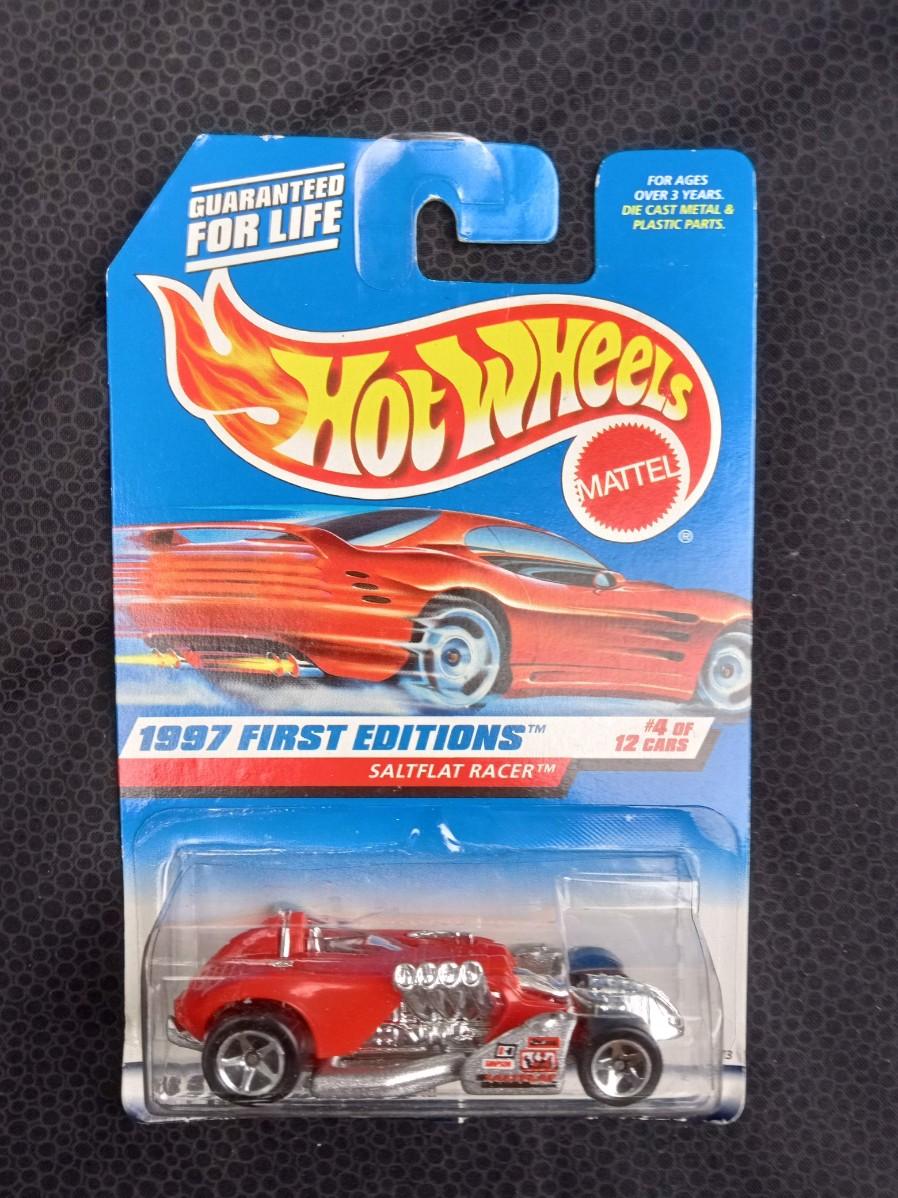 GUARANTEED
FOR LIFE
FOR AGES
OVER 3 YEARS.
DIE CAST METAL &
PLASTIC PARTS.
HOT WHEELS
MATTEL
®
1997 FIRST EDITIONS™
#4 OF
12 CARS
SALTFLAT RACER™
SALTFLAT